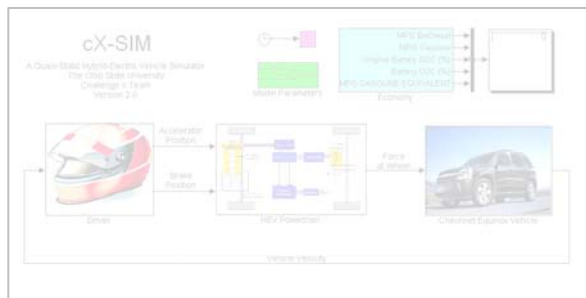 cX-SIM
A Quasi-Static Hybrid-Electric Vehicle Simulator
The Ohio State University
Challenge X Team
Version 2.0
Model Parameters
MPG BioDiesel
MPG Gasoline
Original Battery SOC (%)
Battery SOC (%)
MPG GASOLINE EQUIVALENT
Economy
Accelerator
Position
Brake
Position
Driver
HEV Powertrain
Force
at Wheel
Chevrolet Equinox Vehicle
Vehicle Velocity